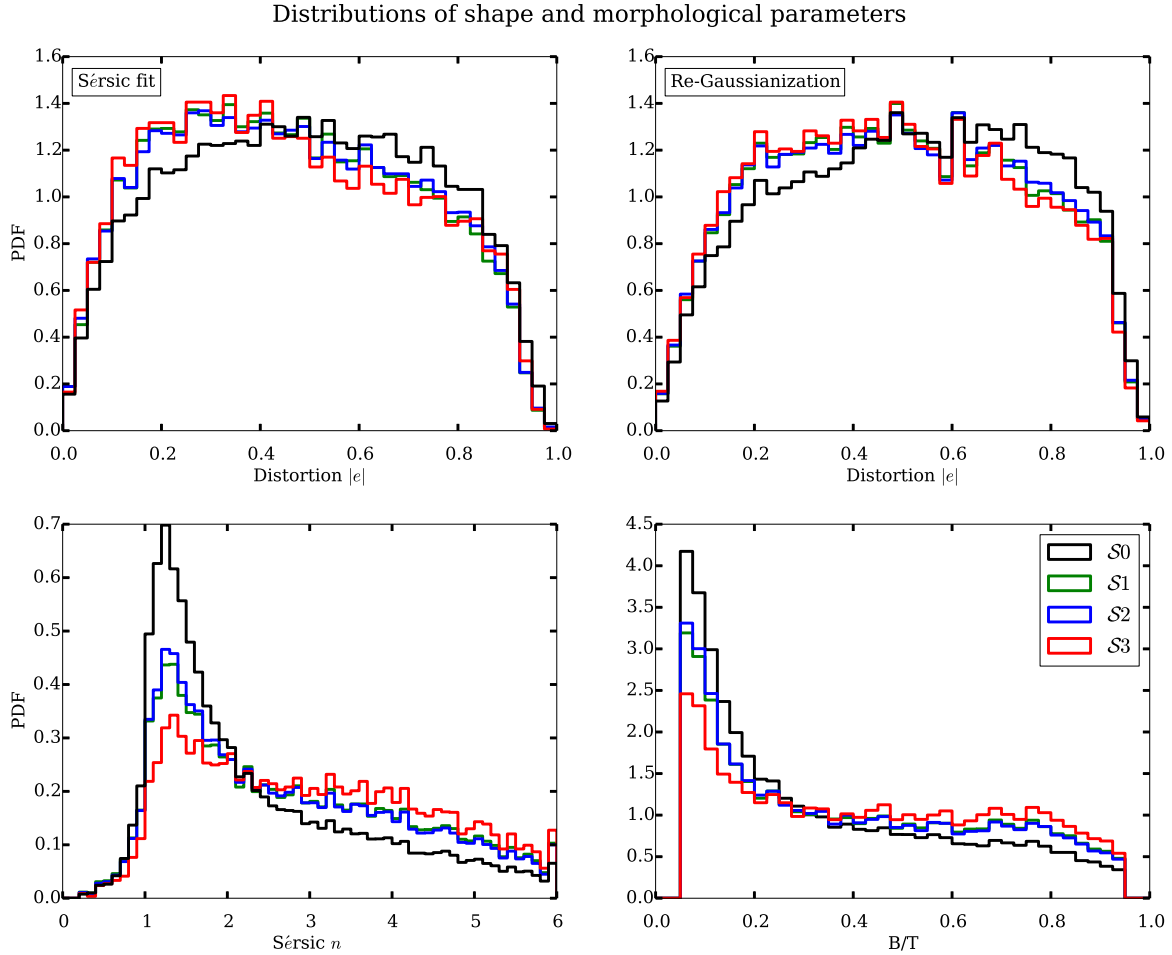 Distributions of shape and morphological parameters
Sérsic fit
PDF
1.6
1.4
1.2
1.0
0.8
0.6
0.4
0.2
0.0
0.0 0.2 0.4 0.6 0.8 1.0
Distortion |e|
Re-Gaussianization
1.6
1.4
1.2
1.0
0.8
0.6
0.4
0.2
0.0
0.0 0.2 0.4 0.6 0.8 1.0
Distortion |e|
PDF
0.7
0.6
0.5
0.4
0.3
0.2
0.1
0.0
0 1 2 3 4 5 6
Sérsic n
4.5
4.0
3.5
3.0
2.5
2.0
1.5
1.0
0.5
0.0
S0
S1
S2
S3
0.0 0.2 0.4 0.6 0.8 1.0
B/T